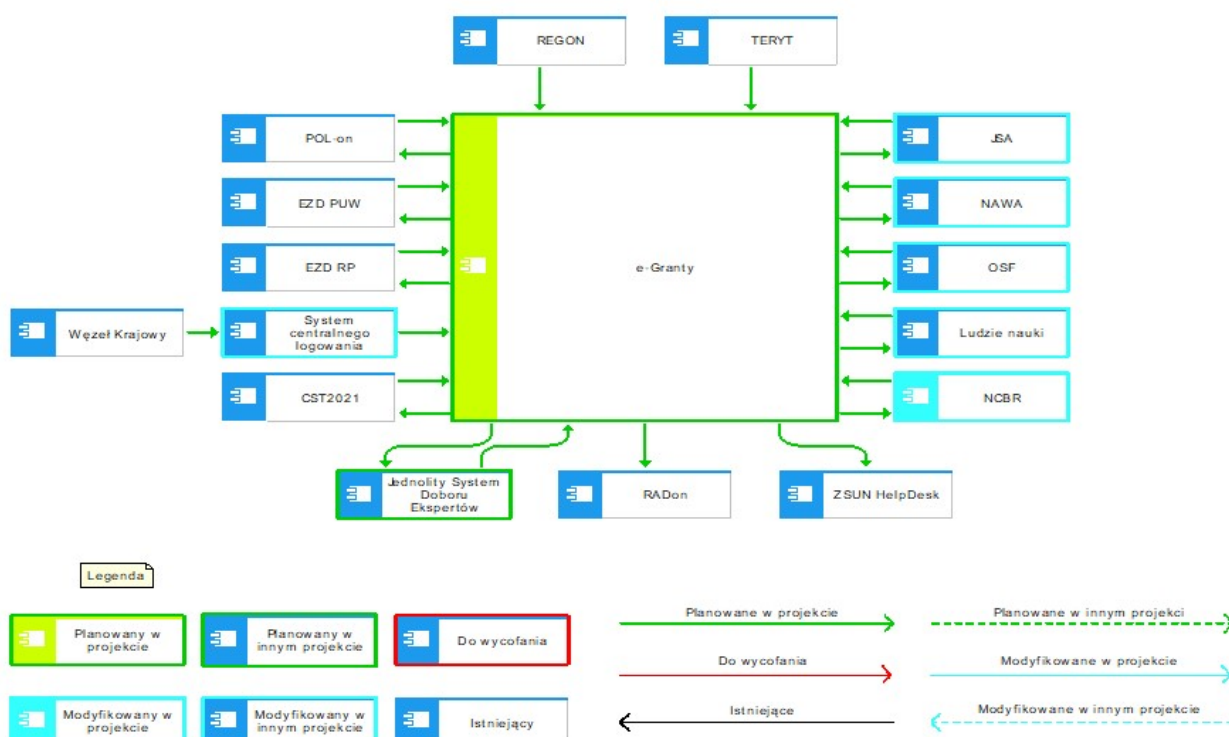 REGON
TERYT
POL-on
JSA
EZD PUW
NAWA
EZD RP
e-Granty
OSF
Węzeł Krajowy
System
centralnego
logowania
Ludzie nauki
CST2021
NCBR
Jednolity System
Doboru
Ekspertów
RADon
ZSUN HelpDesk
Legenda
Planowany w
projekcie
Planowany w
innym projekcie
Do wycofania
Planowane w projekcie
Planowane w innym projekci
Do wycofania
Modyfikowane w projekcie
Modyfikowany w
projekcie
Modyfikowany w
innym projekcie
Istniejący
Istniejące
Modyfikowane w innym projekcie